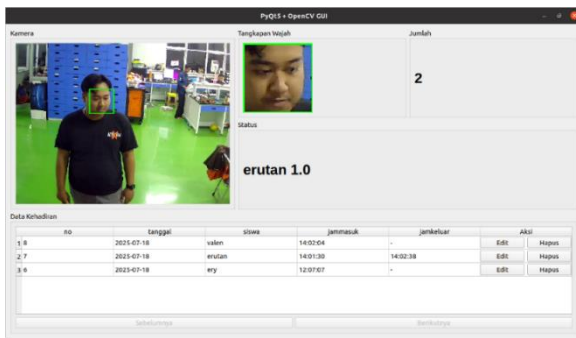 PyQt5 + OpenCV GUI
Kamera
Tangkapan Wajah
Jumlah
2
Status
erutan 1.0
Data Kehadiran
no tanggal siswa jammasuk jamkeluar Aksi
1 8 2025-07-18 valen 14:02:04 - Edit Hapus
2 7 2025-07-18 erutan 14:01:30 14:02:38 Edit Hapus
3 6 2025-07-18 ery 12:07:07 - Edit Hapus
Sebelumnya Berikutnya